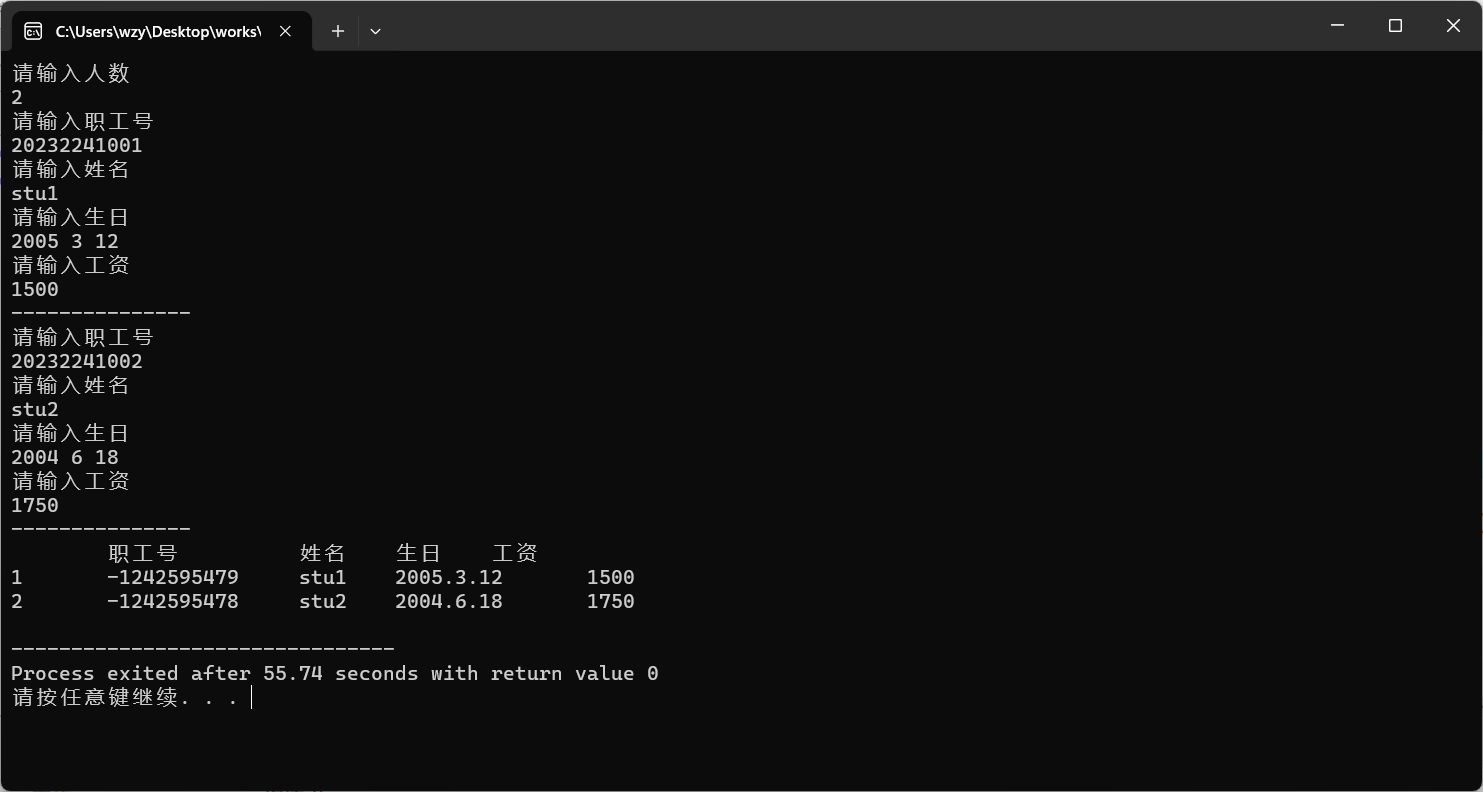 C:\Users\wzy\Desktop\works\
请输入人数
2
请输入职工号
20232241001
请输入姓名
stu1
请输入生日
2005 3 12
请输入工资
1500
---------------
请输入职工号
20232241002
请输入姓名
stu2
请输入生日
2004 6 18
请输入工资
1750
---------------
职工号 姓名 生日 工资
1 -1242595479 stu1 2005.3.12 1500
2 -1242595478 stu2 2004.6.18 1750
--------------------------------
Process exited after 55.74 seconds with return value 0
请按任意键继续. . .